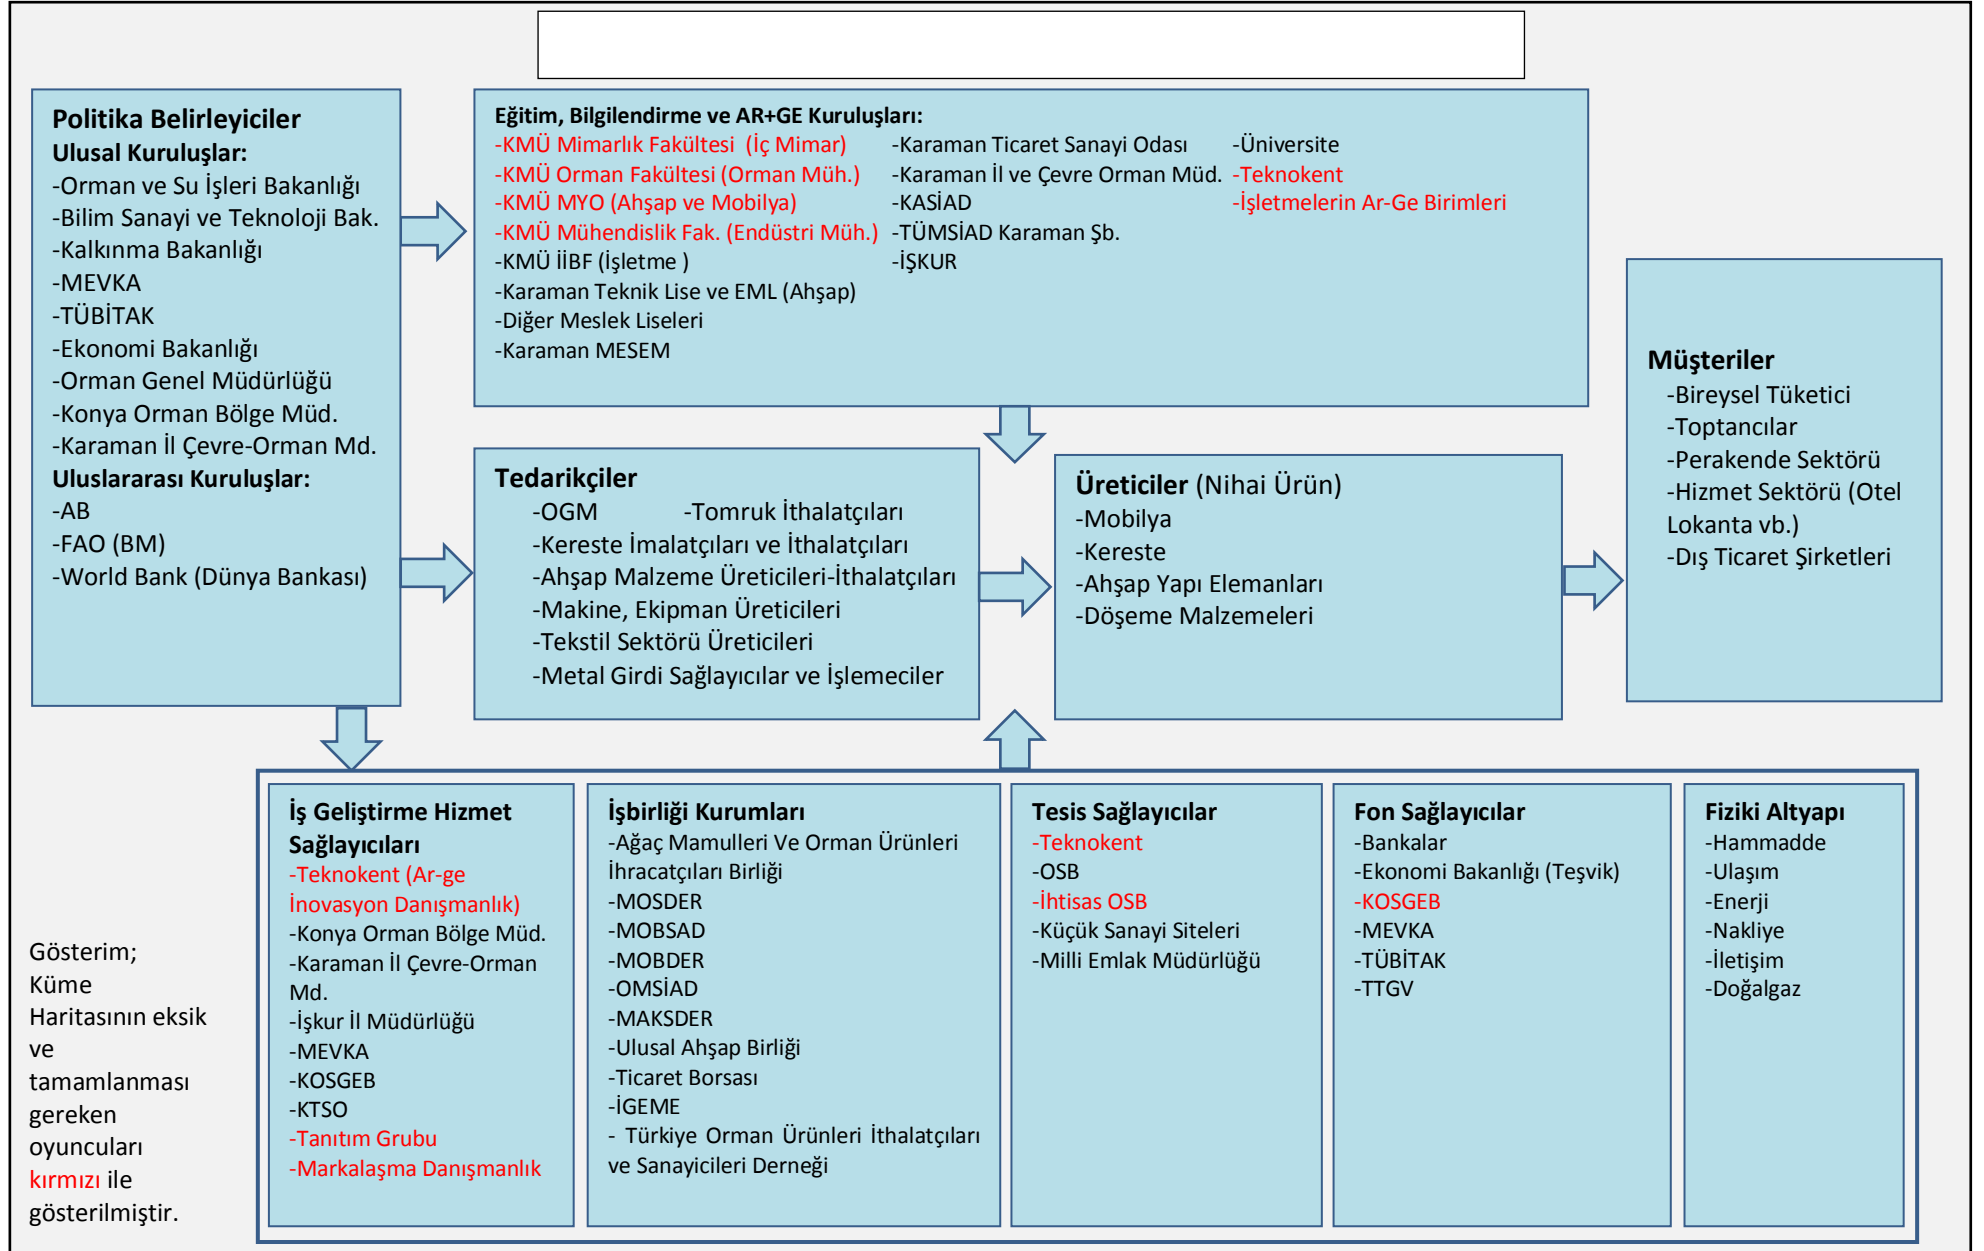 Politika Belirleyiciler
Ulusal Kuruluşlar:
-Orman ve Su İşleri Bakanlığı
-Bilim Sanayi ve Teknoloji Bak.
-Kalkınma Bakanlığı
-MEVKA
-TÜBİTAK
-Ekonomi Bakanlığı
-Orman Genel Müdürlüğü
-Konya Orman Bölge Müd.
-Karaman İl Çevre-Orman Md.
Uluslararası Kuruluşlar:
-AB
-FAO (BM)
-World Bank (Dünya Bankası)
Eğitim, Bilgilendirme ve AR+GE Kuruluşları:
-KMÜ Mimarlık Fakültesi (İç Mimar)
-KMÜ Orman Fakültesi (Orman Müh.)
-KMÜ MYO (Ahşap ve Mobilya)
-KMÜ Mühendislik Fak. (Endüstri Müh.)
-KMÜ İİBF (İşletme )
-Karaman Teknik Lise ve EML (Ahşap)
-Diğer Meslek Liseleri
-Karaman MESEM
-Karaman Ticaret Sanayi Odası
-Karaman İl ve Çevre Orman Müd.
-KASİAD
-TÜMSİAD Karaman Şb.
-İŞKUR
-Üniversite
-Teknokent
-İşletmelerin Ar-Ge Birimleri
Tedarikçiler
-OGM -Tomruk İthalatçıları
-Kereste İmalatçıları ve İthalatçıları
-Ahşap Malzeme Üreticileri-İthalatçıları
-Makine, Ekipman Üreticileri
-Tekstil Sektörü Üreticileri
-Metal Girdi Sağlayıcılar ve İşlemeciler
Üreticiler (Nihai Ürün)
-Mobilya
-Kereste
-Ahşap Yapı Elemanları
-Döşeme Malzemeleri
Müşteriler
-Bireysel Tüketici
-Toptancılar
-Perakende Sektörü
-Hizmet Sektörü (Otel
Lokanta vb.)
-Dış Ticaret Şirketleri
Gösterim;
Küme
Haritasının eksik
ve
tamamlanması
gereken
oyuncuları
kırmızı ile
gösterilmiştir.
İş Geliştirme Hizmet
Sağlayıcıları
-Teknokent (Ar-ge
İnovasyon Danışmanlık)
-Konya Orman Bölge Müd.
-Karaman İl Çevre-Orman
Md.
-İşkur İl Müdürlüğü
-MEVKA
-KOSGEB
-KTSO
-Tanıtım Grubu
-Markalaşma Danışmanlık
İşbirliği Kurumları
-Ağaç Mamulleri Ve Orman Ürünleri
İhracatçıları Birliği
-MOSDER
-MOBSAD
-MOBDER
-OMSİAD
-MAKSDER
-Ulusal Ahşap Birliği
-Ticaret Borsası
-İGEME
- Türkiye Orman Ürünleri İthalatçıları
ve Sanayicileri Derneği
Tesis Sağlayıcılar
-Teknokent
-OSB
-İhtisas OSB
-Küçük Sanayi Siteleri
-Milli Emlak Müdürlüğü
Fon Sağlayıcılar
-Bankalar
-Ekonomi Bakanlığı (Teşvik)
-KOSGEB
-MEVKA
-TÜBİTAK
-TTGV
Fiziki Altyapı
-Hammadde
-Ulaşım
-Enerji
-Nakliye
-İletişim
-Doğalgaz